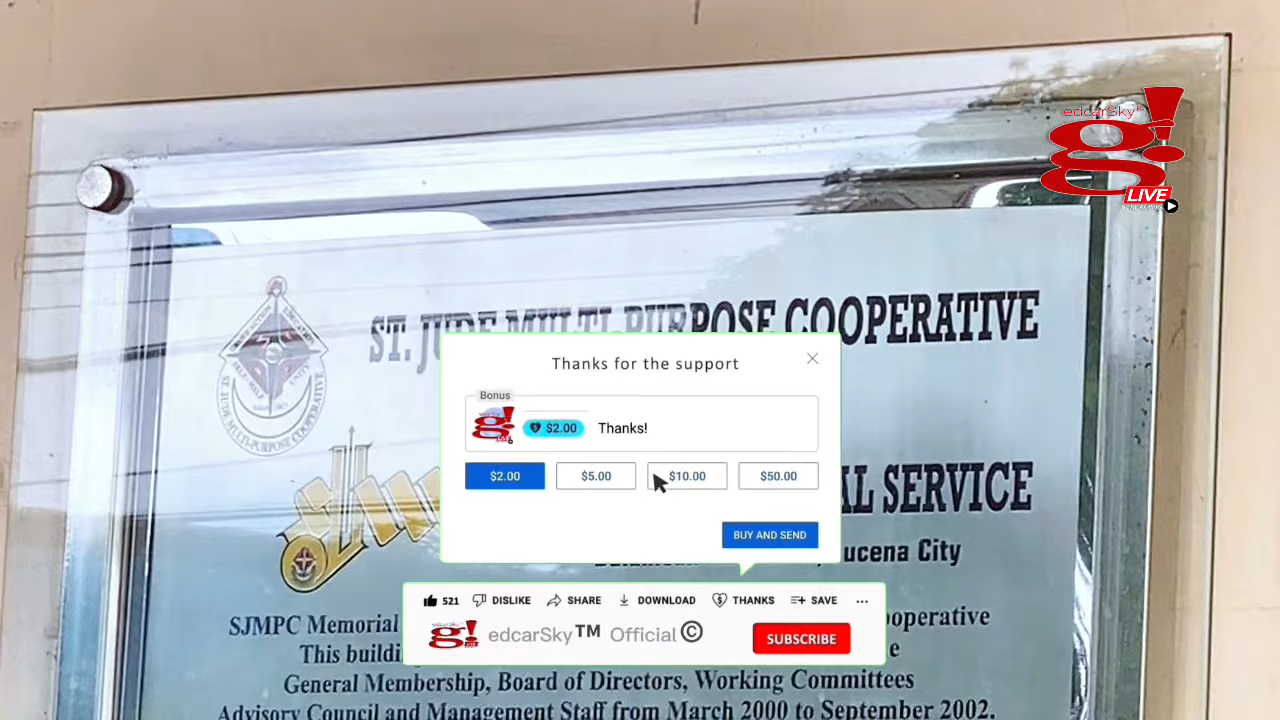 edcarSky™
g!
LIVE
ST. JUDE MULTI-PURPOSE COOPERATIVE
Thanks for the support
Bonus
$2.00 Thanks!
$2.00 $5.00 $10.00 $50.00
AL SERVICE
BUY AND SEND
ucena City
521 DISLIKE SHARE DOWNLOAD THANKS SAVE ...
edcarSky™ Official ©
SUBSCRIBE
SJMPC Memorial operative
This buildi e
General Membership, Board of Directors, Working Committees
Advisory Council and Management Staff from March 2000 to September 2002.